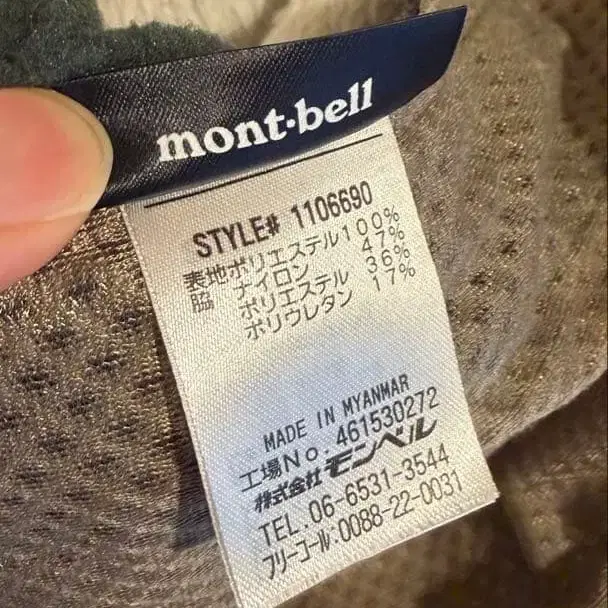 mont·bell
STYLE# 1106690
表地ポリエステル100%
脇 ナイロン 47%
ポリエステル 36%
ポリウレタン 17%
MADE IN MYANMAR
工場No. 461530272
株式会社モンベル
TEL. 06-6531-3544
フリーコール:0088-22-0031